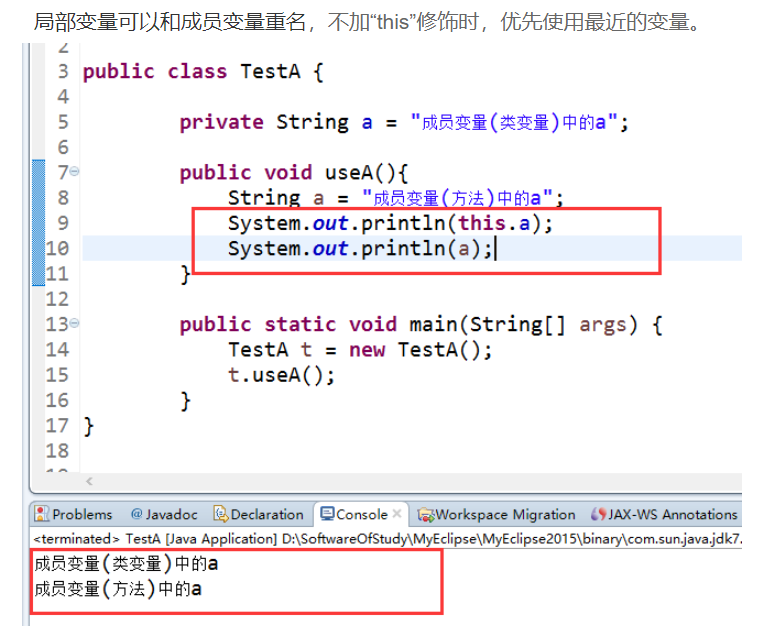 局部变量可以和成员变量重名，不加“this”修饰时，优先使用最近的变量。
2
3 public class TestA {
4
5 private String a = "成员变量(类变量)中的a";
6
7 public void useA(){
8 String a = "成员变量(方法)中的a";
9 System.out.println(this.a);
10 System.out.println(a);
11 }
12
13 public static void main(String[] args) {
14 TestA t = new TestA();
15 t.useA();
16 }
17 }
18
Problems @ Javadoc Declaration Console Workspace Migration JAX-WS Annotations
<terminated> TestA [Java Application] D:\SoftwareOfStudy\MyEclipse\MyEclipse2015\binary\com.sun.java.jdk7.
成员变量(类变量)中的a
成员变量(方法)中的a